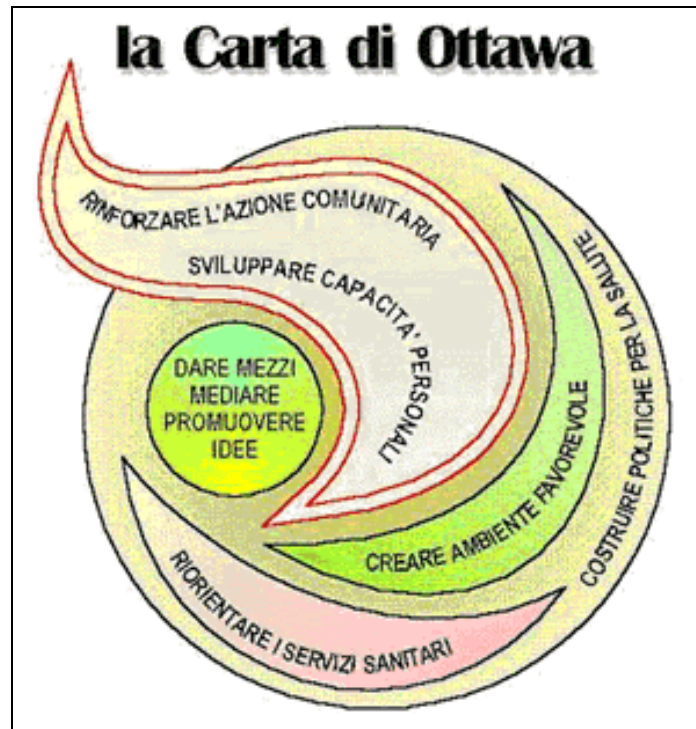 la Carta di Ottawa
RINFORZARE L'AZIONE COMUNITARIA
SVILUPPARE CAPACITA' PERSONALI
DARE MEZZI
MEDIARE
PROMUOVERE
IDEE
CREARE AMBIENTE FAVOREVOLE
COSTRUIRE POLITICHE PER LA SALUTE
RIORIENTARE I SERVIZI SANITARI